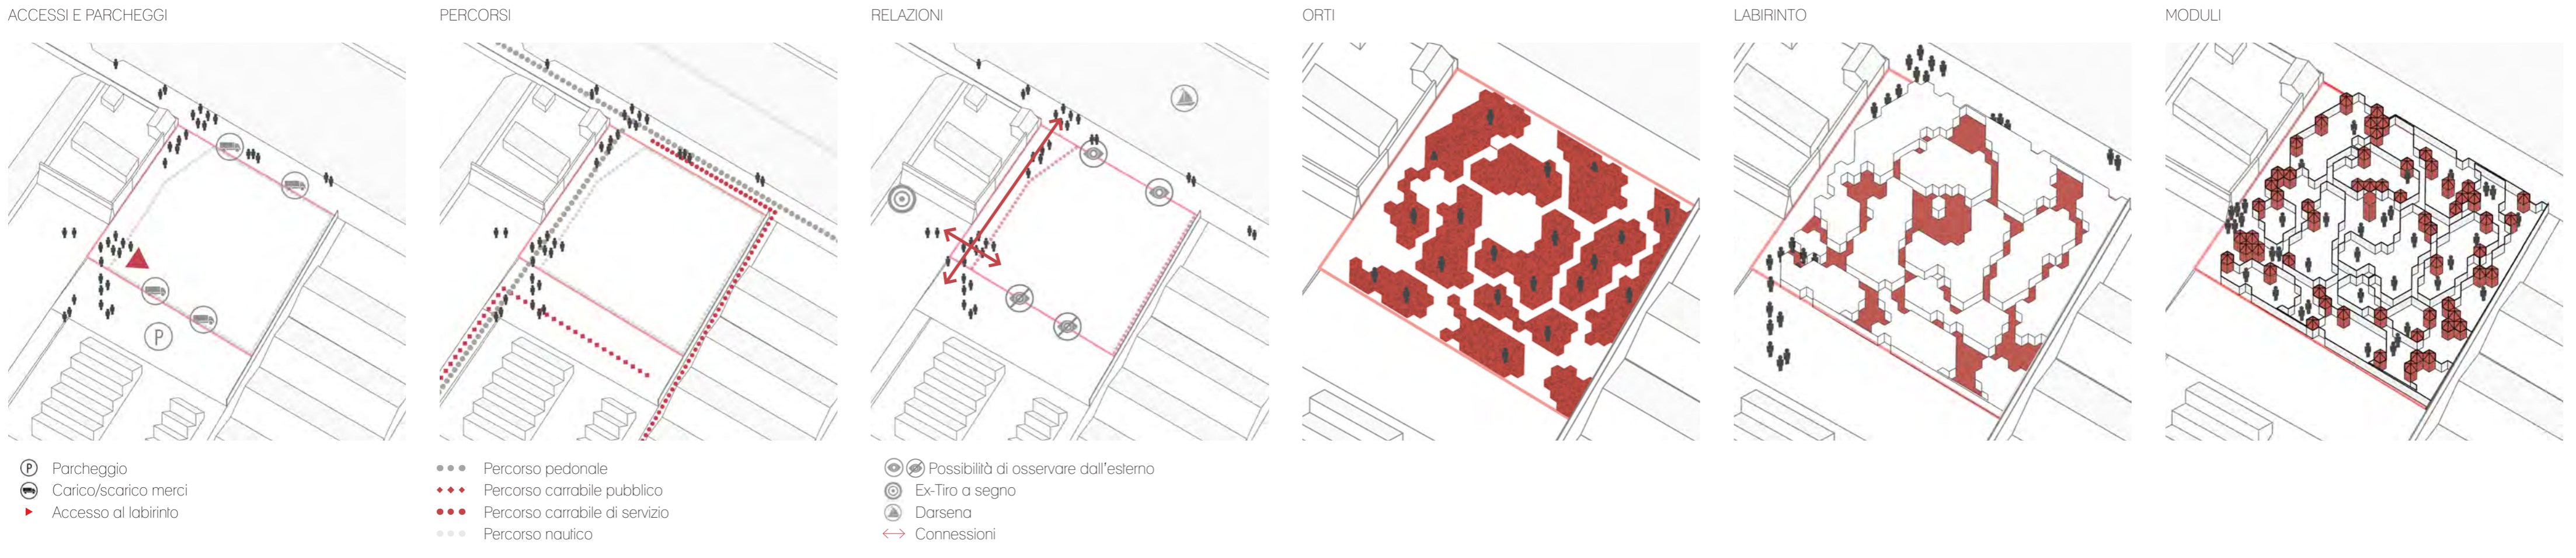 ACCESSI E PARCHEGGI
PERCORSI
RELAZIONI
ORTI
LABIRINTO
MODULI
P
P Parcheggio
Carico/scarico merci
Accesso al labirinto
Percorso pedonale
Percorso carrabile pubblico
Percorso carrabile di servizio
Percorso nautico
Possibilità di osservare dall'esterno
Ex-Tiro a segno
Darsena
Connessioni